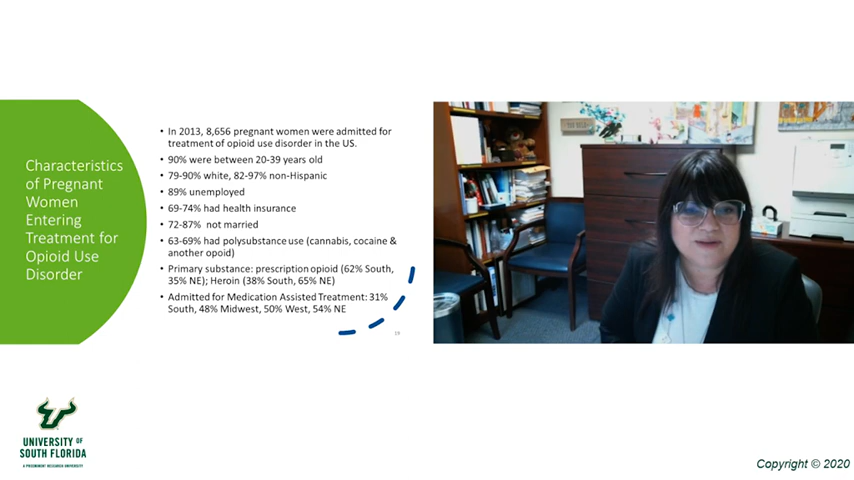 Characteristics
of Pregnant
Women
Entering
Treatment for
Opioid Use
Disorder
• In 2013, 8,656 pregnant women were admitted for
treatment of opioid use disorder in the US.
• 90% were between 20-39 years old
• 79-90% white, 82-97% non-Hispanic
• 89% unemployed
• 69-74% had health insurance
• 72-87% not married
• 63-69% had polysubstance use (cannabis, cocaine &
another opoid)
• Primary substance: prescription opioid (62% South,
35% NE); Heroin (38% South, 65% NE)
• Admitted for Medication Assisted Treatment: 31%
South, 48% Midwest, 50% West, 54% NE
UNIVERSITY OF
SOUTH FLORIDA
A PREEMINENT RESEARCH UNIVERSITY
Copyright © 2020